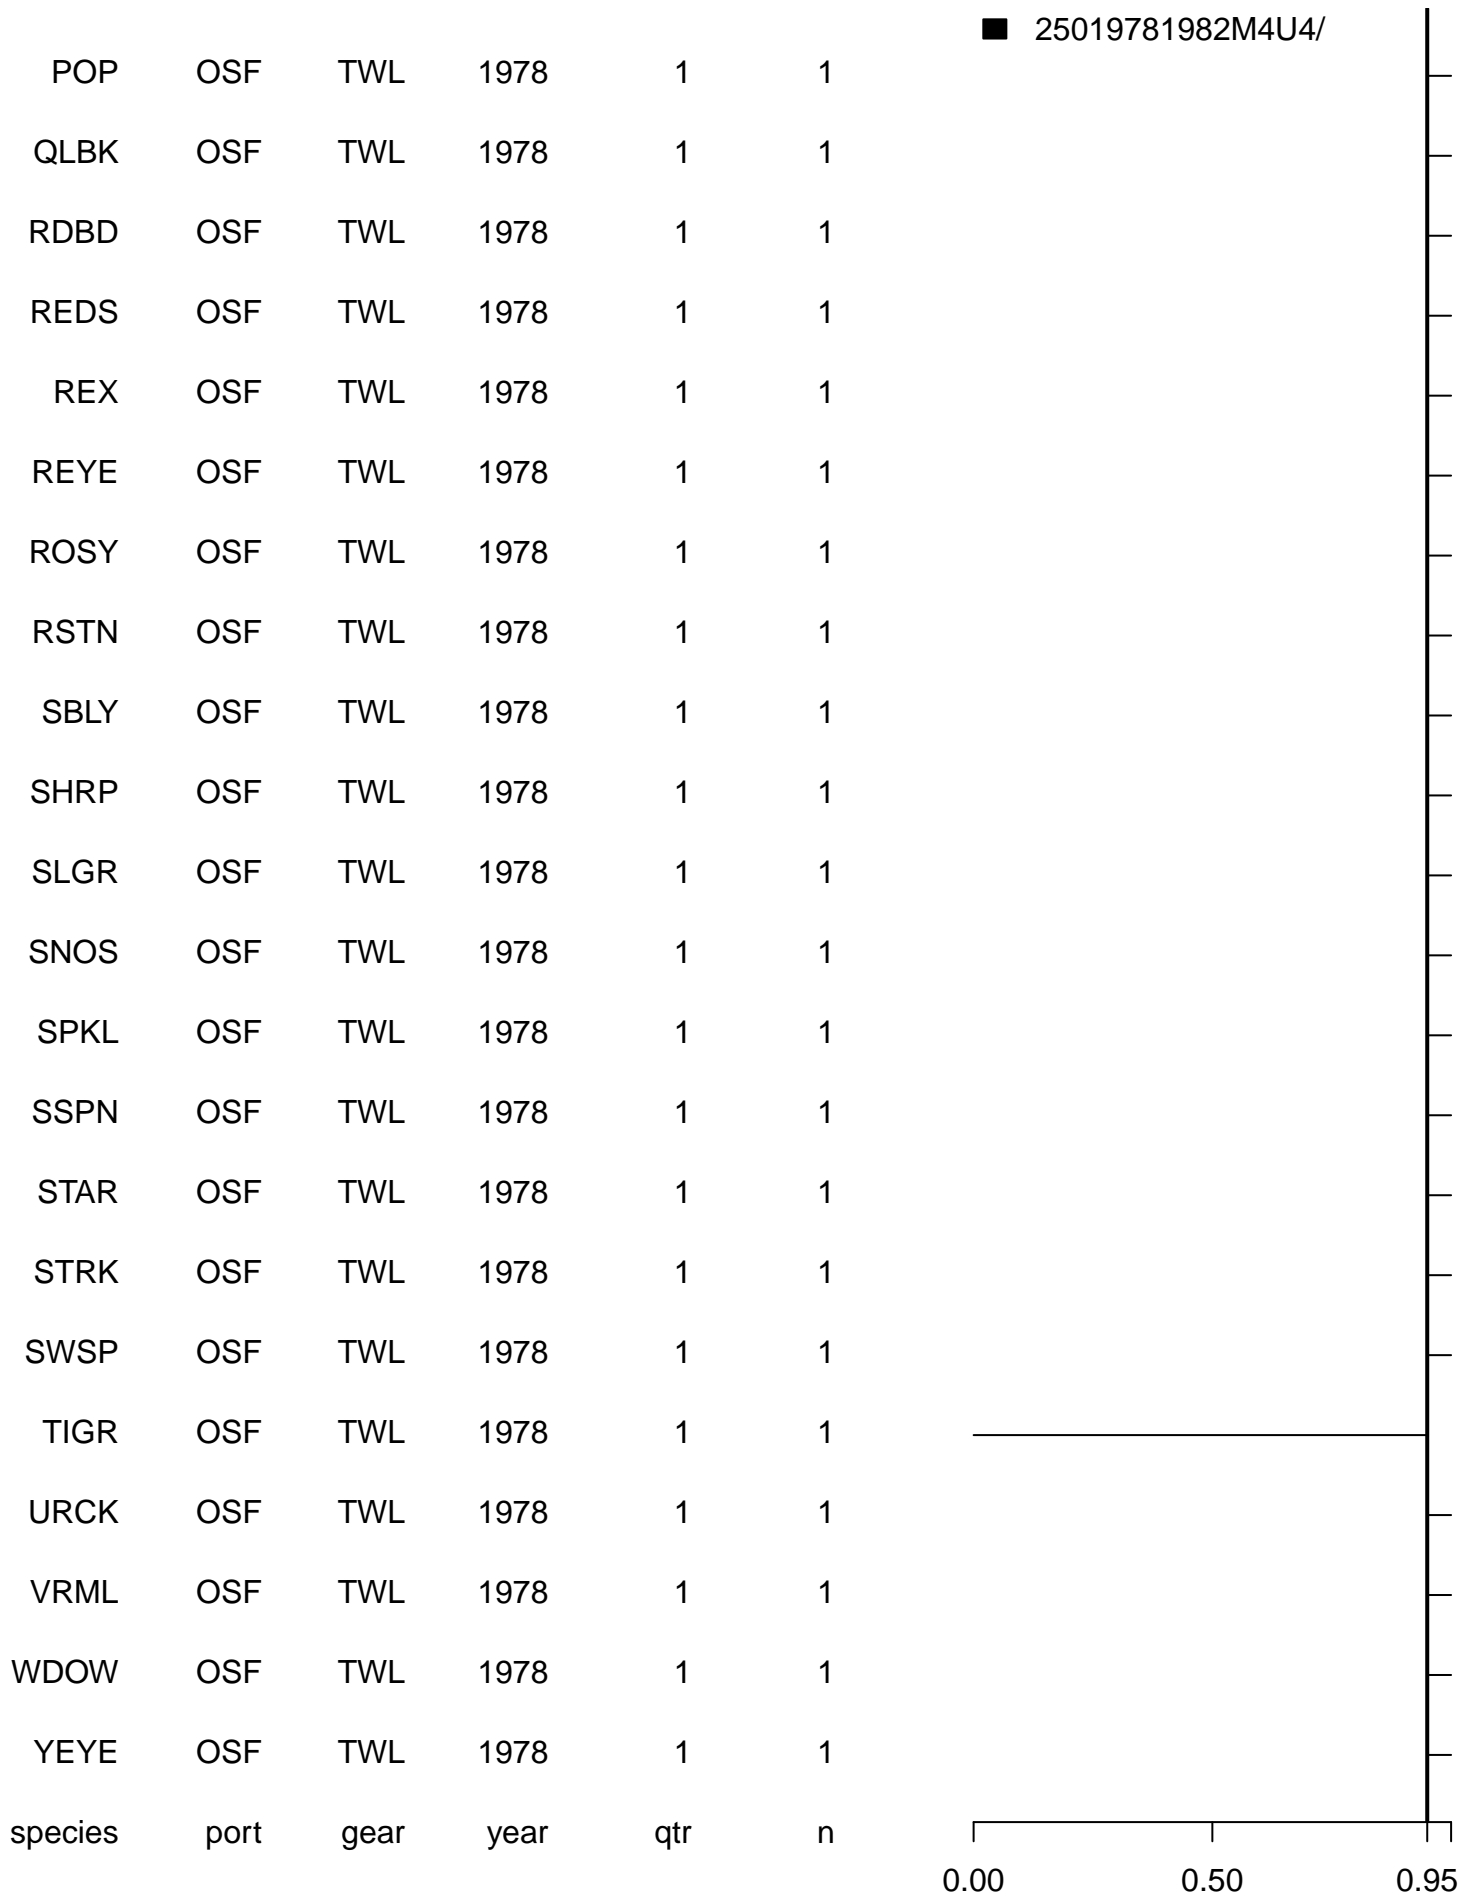 25019781982M4U4/
POP OSF TWL 1978 1 1
QLBK OSF TWL 1978 1 1
RDBD OSF TWL 1978 1 1
REDS OSF TWL 1978 1 1
REX OSF TWL 1978 1 1
REYE OSF TWL 1978 1 1
ROSY OSF TWL 1978 1 1
RSTN OSF TWL 1978 1 1
SBLY OSF TWL 1978 1 1
SHRP OSF TWL 1978 1 1
SLGR OSF TWL 1978 1 1
SNOS OSF TWL 1978 1 1
SPKL OSF TWL 1978 1 1
SSPN OSF TWL 1978 1 1
STAR OSF TWL 1978 1 1
STRK OSF TWL 1978 1 1
SWSP OSF TWL 1978 1 1
TIGR OSF TWL 1978 1 1
URCK OSF TWL 1978 1 1
VRML OSF TWL 1978 1 1
WDOW OSF TWL 1978 1 1
YEYE OSF TWL 1978 1 1
species port gear year qtr n
0.00 0.50 0.95